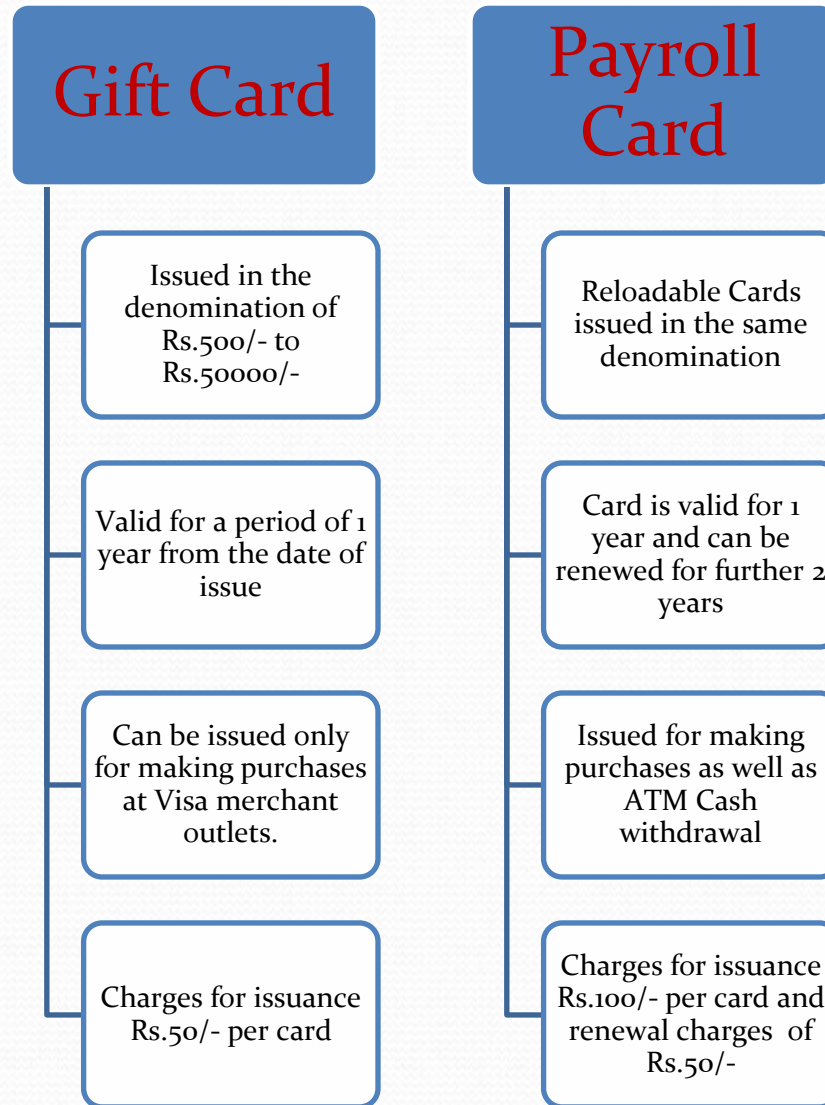 Gift Card
Issued in the
denomination of
Rs.500/- to
Rs.50000/-
Valid for a period of 1
year from the date of
issue
Can be issued only
for making purchases
at Visa merchant
outlets.
Charges for issuance
Rs.50/- per card
Payroll
Card
Reloadable Cards
issued in the same
denomination
Card is valid for 1
year and can be
renewed for further 2
years
Issued for making
purchases as well as
ATM Cash
withdrawal
Charges for issuance
Rs.100/- per card and
renewal charges of
Rs.50/-